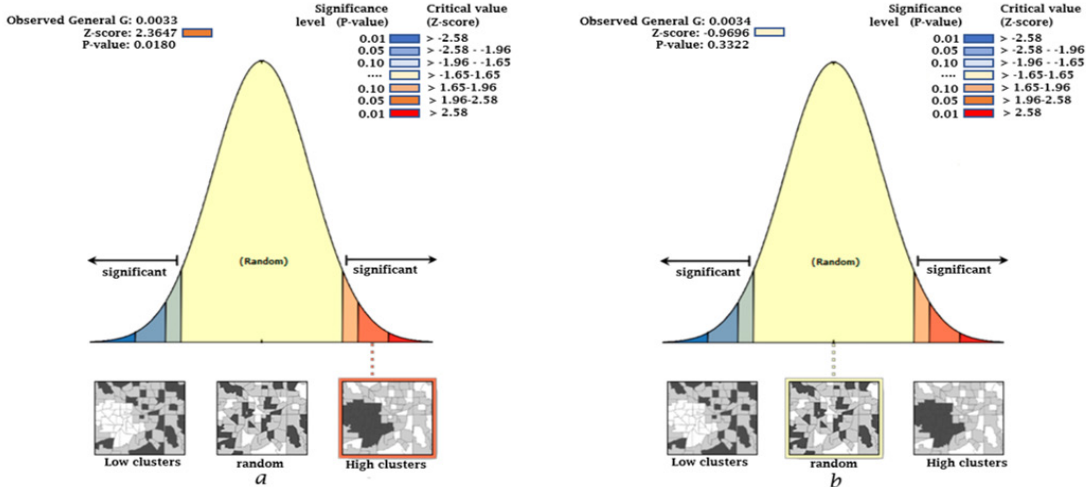 Observed General G: 0.0033
Z-score: 2.3647
P-value: 0.0180
Significance level (P-value)
Critical value (Z-score)
0.01 > -2.58
0.05 > -2.58 - -1.96
0.10 > -1.96 - -1.65
.... > -1.65-1.65
0.10 > 1.65-1.96
0.05 > 1.96-2.58
0.01 > 2.58
significant
(Random)
significant
Low clusters
random
High clusters
a
Observed General G: 0.0034
Z-score: -0.9696
P-value: 0.3322
Significance level (P-value)
Critical value (Z-score)
0.01 > -2.58
0.05 > -2.58 - -1.96
0.10 > -1.96 - -1.65
.... > -1.65-1.65
0.10 > 1.65-1.96
0.05 > 1.96-2.58
0.01 > 2.58
significant
(Random)
significant
Low clusters
random
High clusters
b